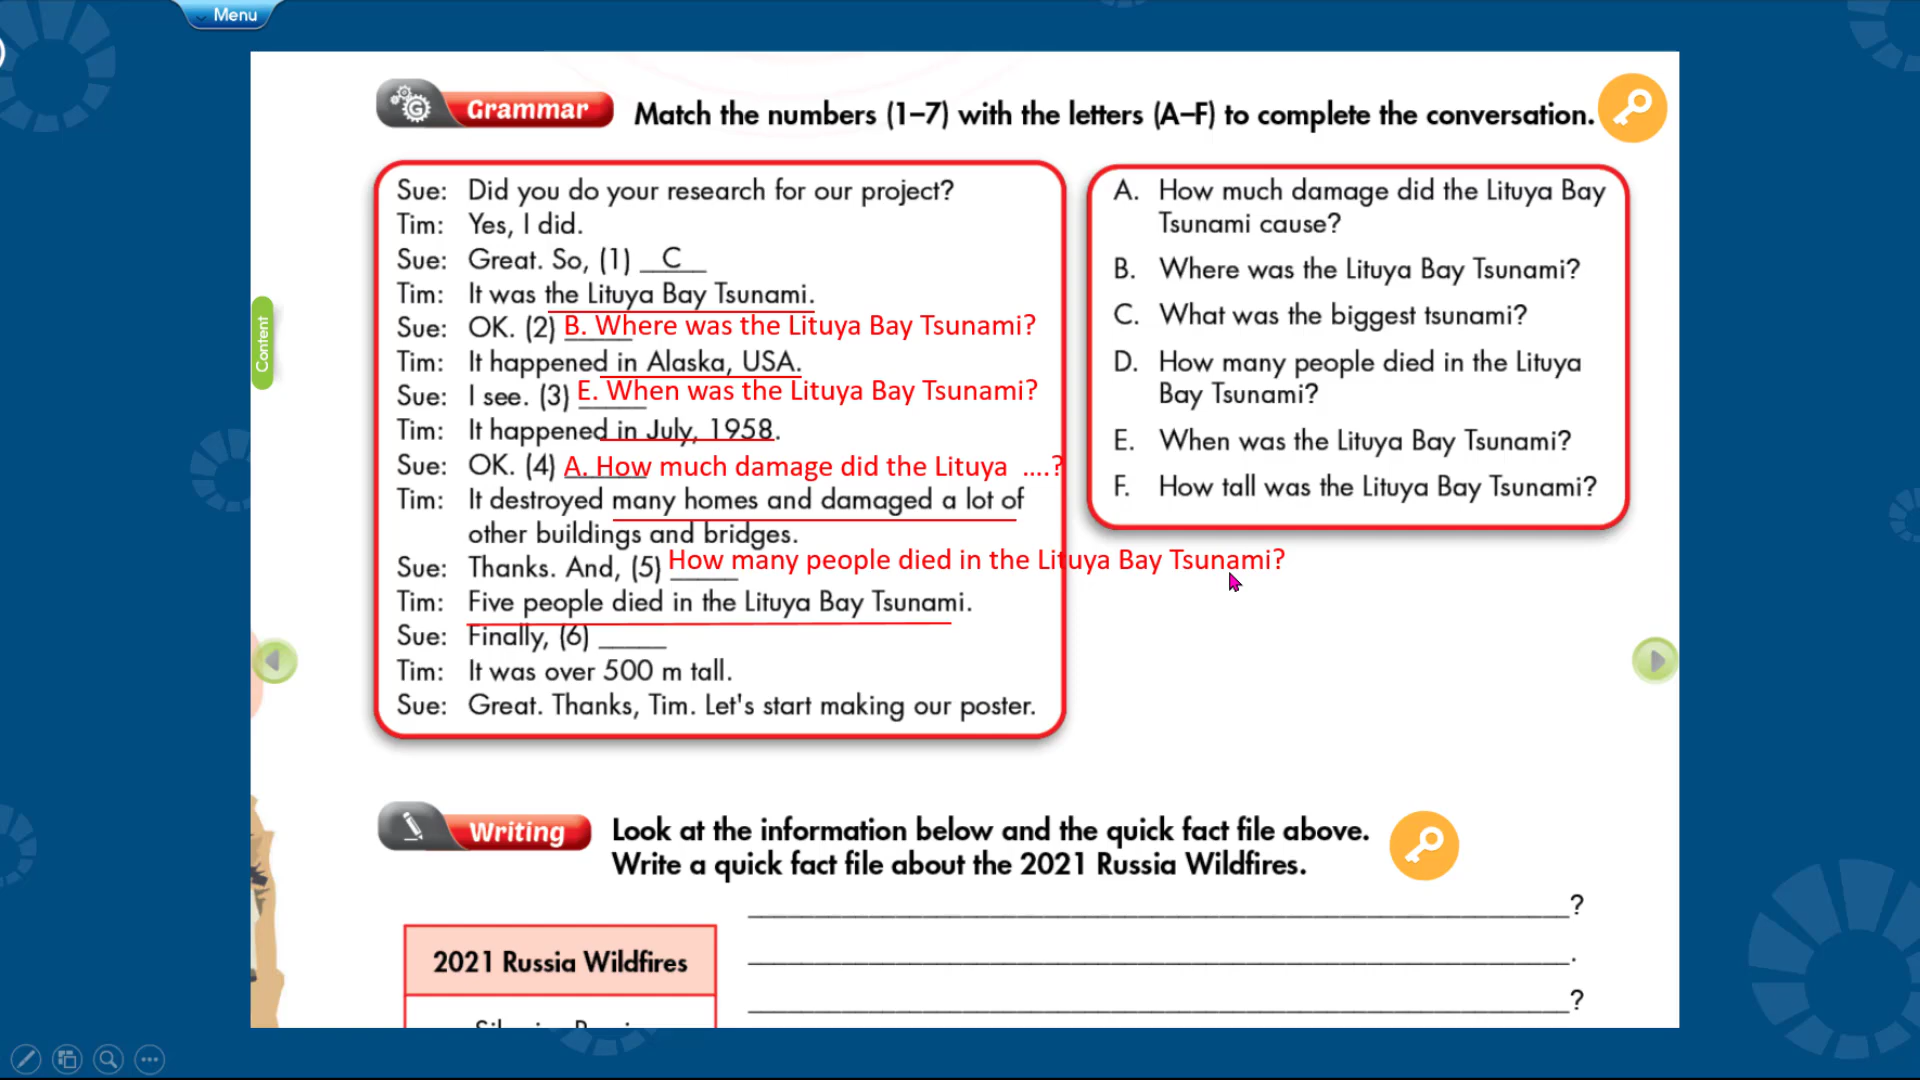 Menu
Grammar Match the numbers (1–7) with the letters (A–F) to complete the conversation.
Sue: Did you do your research for our project?
Tim: Yes, I did.
Sue: Great. So, (1) __C__
Tim: It was the Lituya Bay Tsunami.
Sue: OK. (2) _____ B. Where was the Lituya Bay Tsunami?
Tim: It happened in Alaska, USA.
Sue: I see. (3) _____ E. When was the Lituya Bay Tsunami?
Tim: It happened in July, 1958.
Sue: OK. (4) _____ A. How much damage did the Lituya ....?
Tim: It destroyed many homes and damaged a lot of
other buildings and bridges.
Sue: Thanks. And, (5) _____ How many people died in the Lituya Bay Tsunami?
Tim: Five people died in the Lituya Bay Tsunami.
Sue: Finally, (6) _____
Tim: It was over 500 m tall.
Sue: Great. Thanks, Tim. Let's start making our poster.
A. How much damage did the Lituya Bay
Tsunami cause?
B. Where was the Lituya Bay Tsunami?
C. What was the biggest tsunami?
D. How many people died in the Lituya
Bay Tsunami?
E. When was the Lituya Bay Tsunami?
F. How tall was the Lituya Bay Tsunami?
Content
Writing Look at the information below and the quick fact file above.
Write a quick fact file about the 2021 Russia Wildfires.
2021 Russia Wildfires
?
.
?